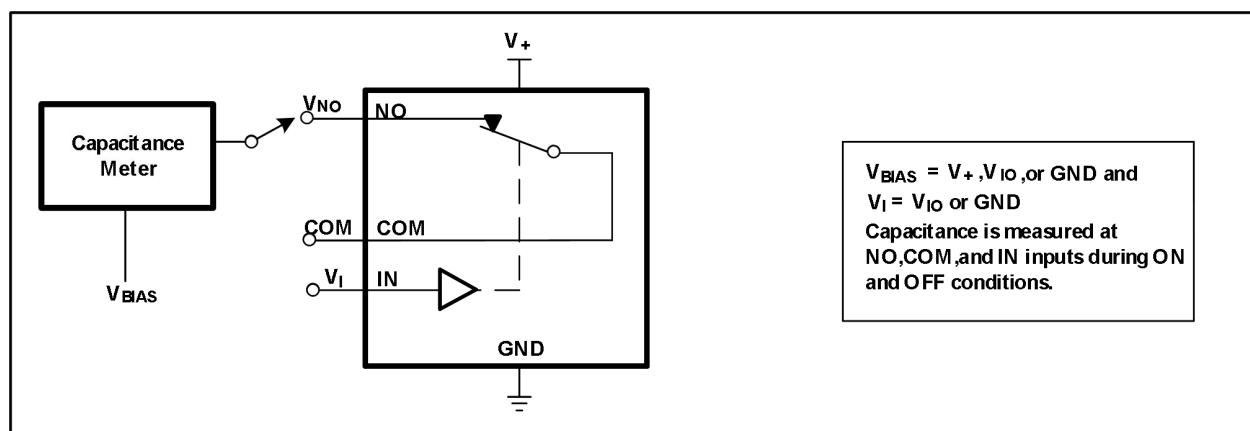 V+
Capacitance
Meter
VNO
NO
COM
COM
VI
IN
VBIAS
GND
VBIAS = V+,VIO,or GND and
VI = VIO or GND
Capacitance is measured at
NO,COM,and IN inputs during ON
and OFF conditions.